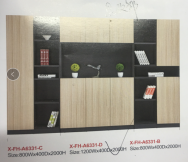 X-FH-A6331-C X-FH-A6331-D X-FH-A6331-B
Size:800Wx400Dx2000H Size:1200Wx400Dx2000H Size:800Wx400Dx2000H